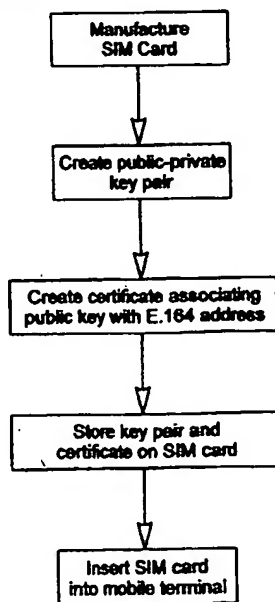 Manufacture
SIM Card
Create public-private
key pair
Create certificate associating
public key with E.164 address
Store key pair and
certificate on SIM card
Insert SIM card
into mobile terminal